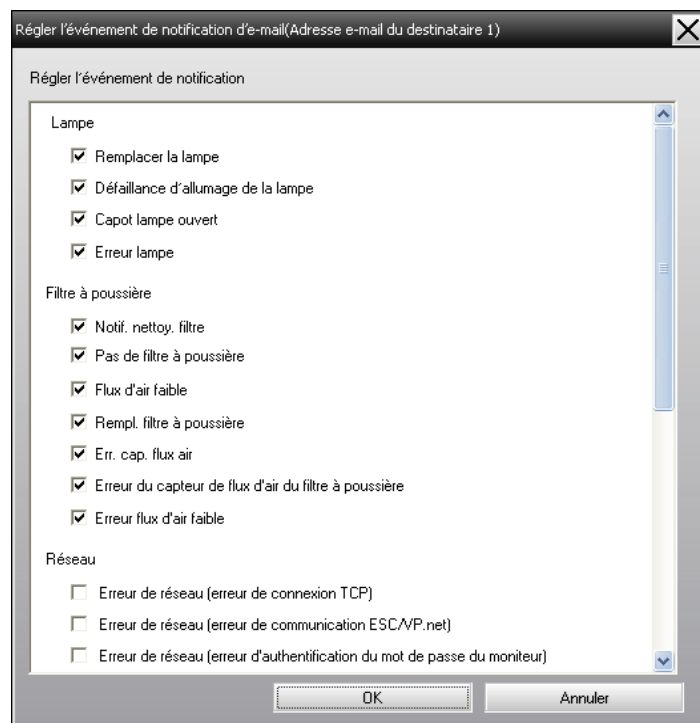 Régler l'événement de notification d'e-mail(Adresse e-mail du destinataire 1)
Régler l'événement de notification
Lampe
Remplacer la lampe
Défaillance d'allumage de la lampe
Capot lampe ouvert
Erreur lampe
Filtre à poussière
Notif. nettoy. filtre
Pas de filtre à poussière
Flux d'air faible
Rempl. filtre à poussière
Err. cap. flux air
Erreur du capteur de flux d'air du filtre à poussière
Erreur flux d'air faible
Réseau
Erreur de réseau (erreur de connexion TCP)
Erreur de réseau (erreur de communication ESC/VP.net)
Erreur de réseau (erreur d'authentification du mot de passe du moniteur)
OK Annuler